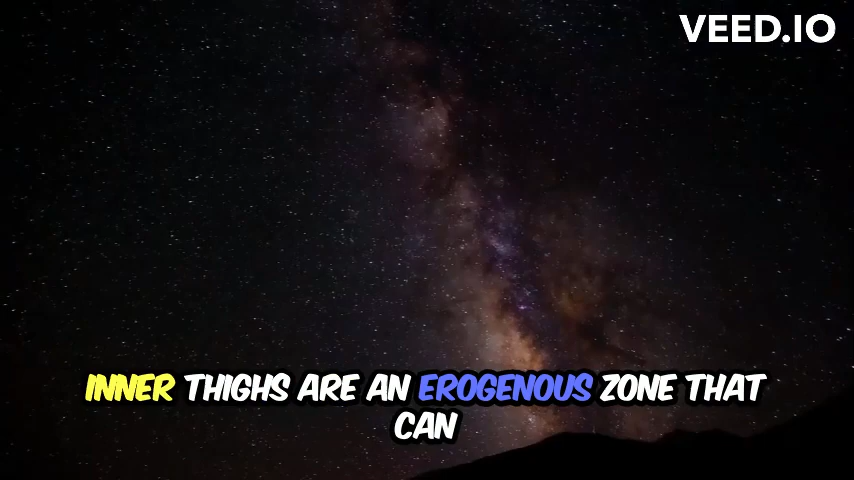 VEED.IO
INNER THIGHS ARE AN EROGENOUS ZONE THAT
CAN